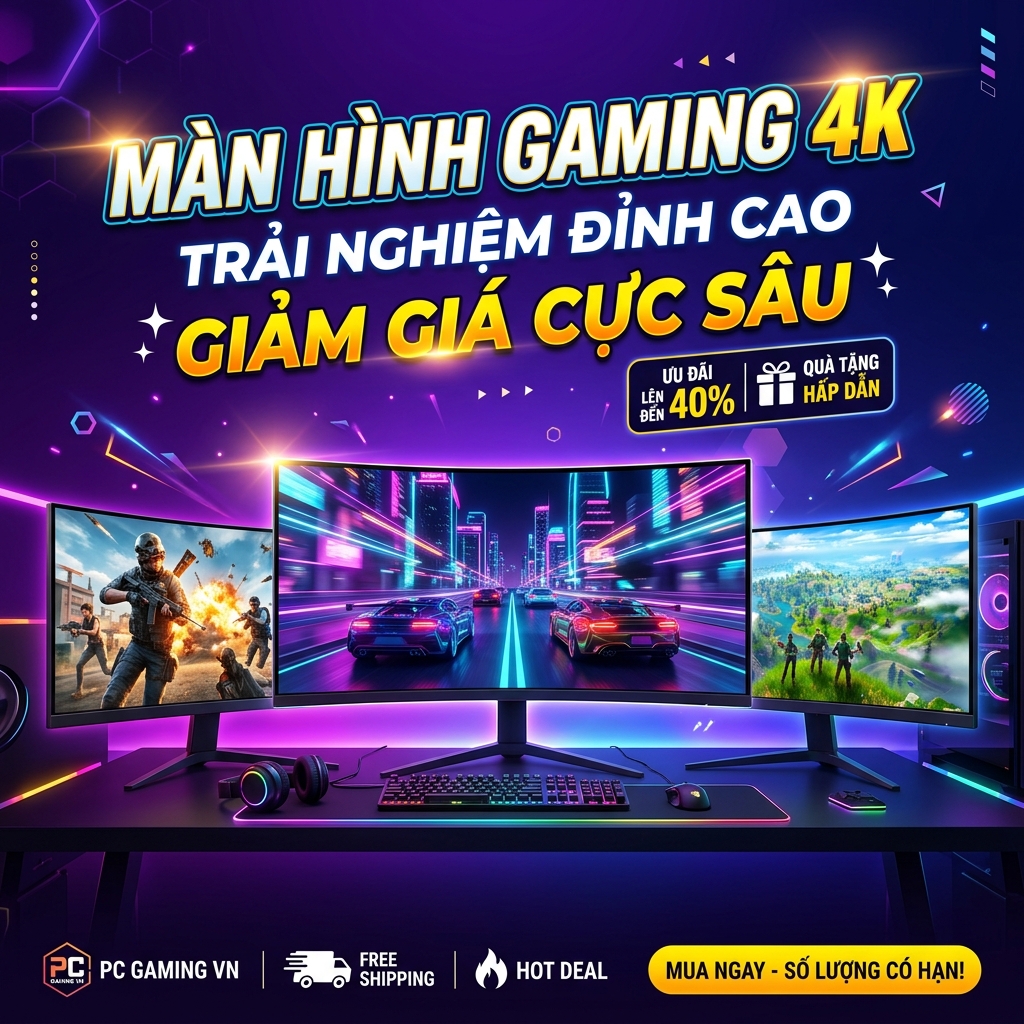 MÀN HÌNH GAMING 4K
TRẢI NGHIỆM ĐỈNH CAO
GIẢM GIÁ CỰC SÂU
ƯU ĐÃI
LÊN ĐẾN 40%
QUÀ TẶNG
HẤP DẪN
PC
PC GAMING VN
FREE
SHIPPING
HOT DEAL
MUA NGAY - SỐ LƯỢNG CÓ HẠN!